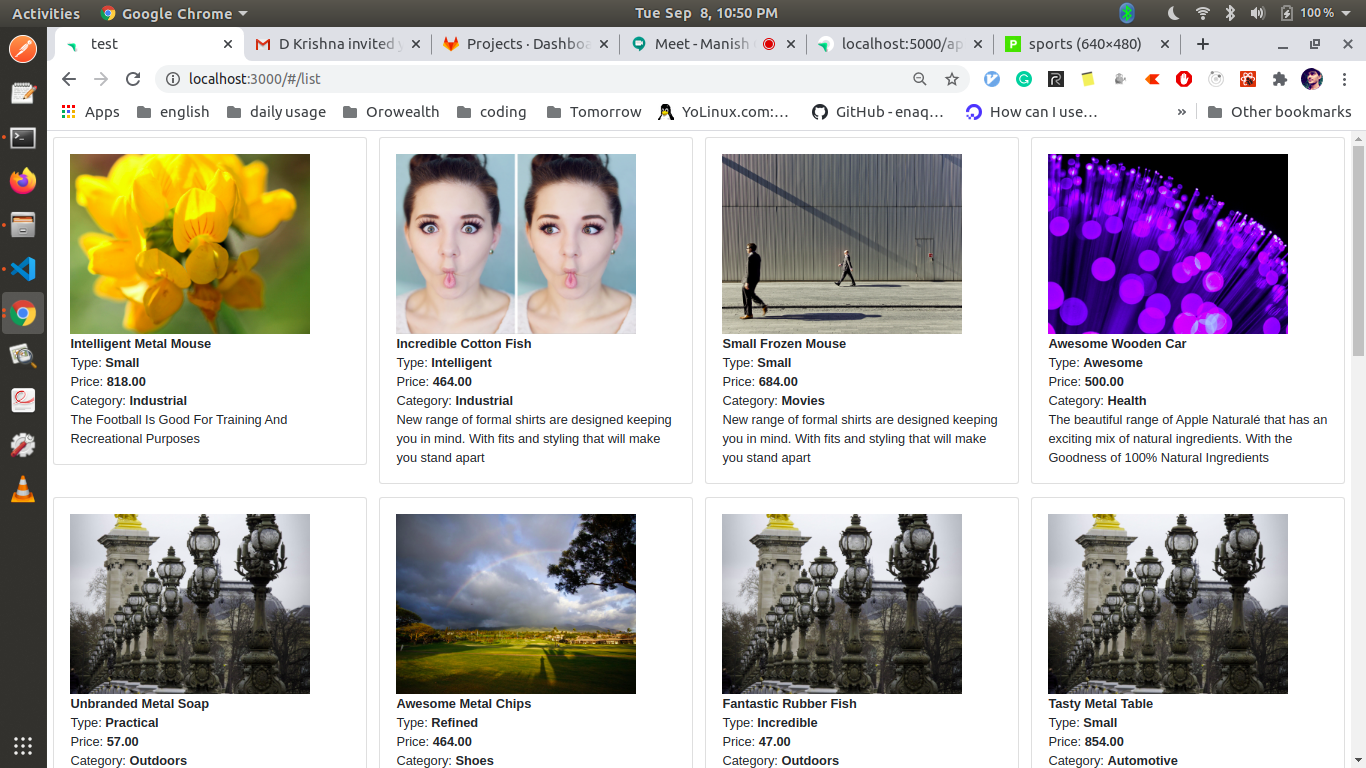 Activities
Google Chrome
Tue Sep 8, 10:50 PM
100 %
test
D Krishna invited y
Projects · Dashboa
Meet - Manish
localhost:5000/ap
sports (640×480)
localhost:3000/#/list
Apps
english
daily usage
Orowealth
coding
Tomorrow
YoLinux.com:...
GitHub - enaq...
How can I use...
»
Other bookmarks
Intelligent Metal Mouse
Type: Small
Price: 818.00
Category: Industrial
The Football Is Good For Training And
Recreational Purposes
Incredible Cotton Fish
Type: Intelligent
Price: 464.00
Category: Industrial
New range of formal shirts are designed keeping
you in mind. With fits and styling that will make
you stand apart
Small Frozen Mouse
Type: Small
Price: 684.00
Category: Movies
New range of formal shirts are designed keeping
you in mind. With fits and styling that will make
you stand apart
Awesome Wooden Car
Type: Awesome
Price: 500.00
Category: Health
The beautiful range of Apple Naturalé that has an
exciting mix of natural ingredients. With the
Goodness of 100% Natural Ingredients
Unbranded Metal Soap
Type: Practical
Price: 57.00
Category: Outdoors
Awesome Metal Chips
Type: Refined
Price: 464.00
Category: Shoes
Fantastic Rubber Fish
Type: Incredible
Price: 47.00
Category: Outdoors
Tasty Metal Table
Type: Small
Price: 854.00
Category: Automotive